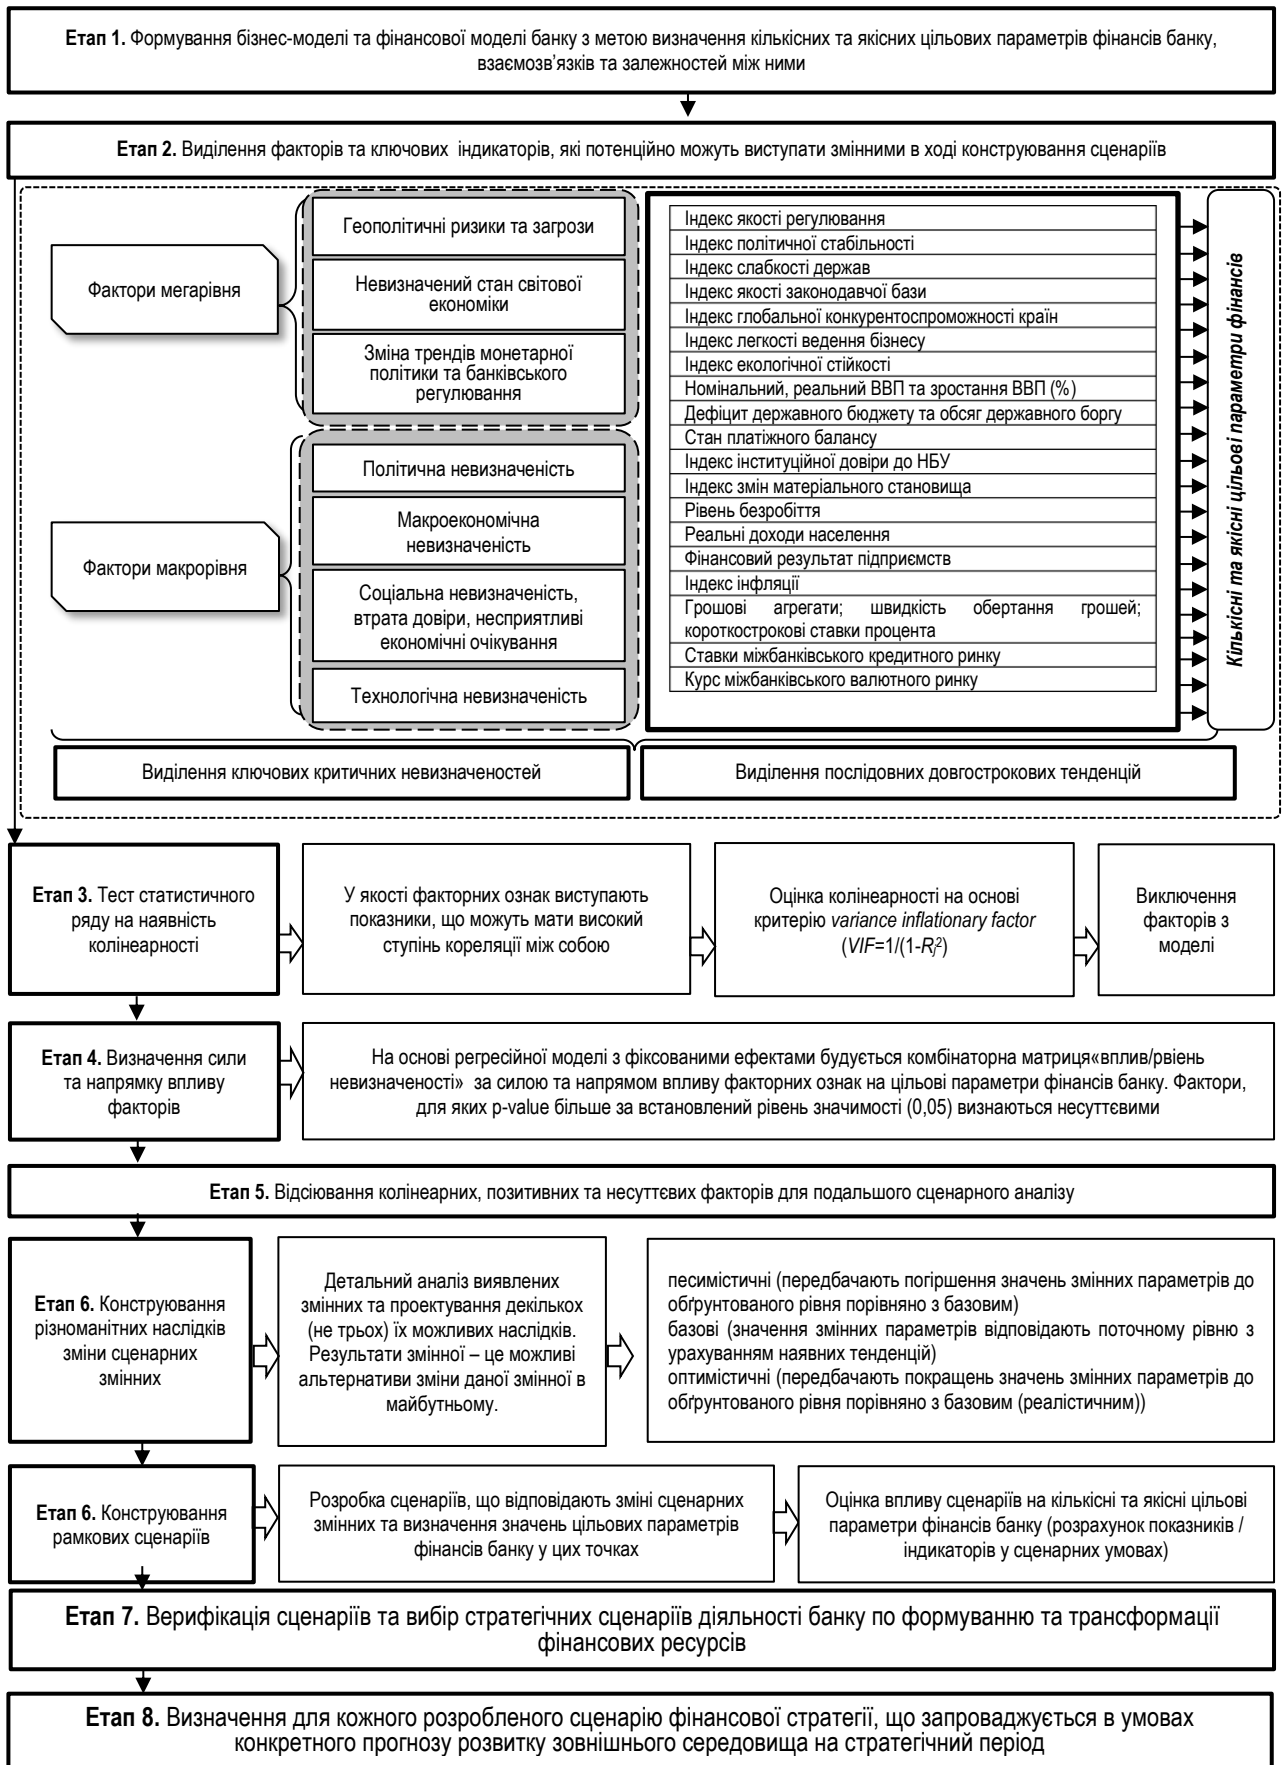 Етап 1. Формування бізнес-моделі та фінансової моделі банку з метою визначення кількісних та якісних цільових параметрів фінансів банку,
взаємозв’язків та залежностей між ними
Етап 2. Виділення факторів та ключових індикаторів, які потенційно можуть виступати змінними в ході конструювання сценаріїв
Фактори мегарівня
Геополітичні ризики та загрози
Невизначений стан світової
економіки
Зміна трендів монетарної
політики та банківського
регулювання
Фактори макрорівня
Політична невизначеність
Макроекономічна
невизначеність
Соціальна невизначеність,
втрата довіри, несприятливі
економічні очікування
Технологічна невизначеність
Індекс якості регулювання
Індекс політичної стабільності
Індекс слабкості держав
Індекс якості законодавчої бази
Індекс глобальної конкурентоспроможності країн
Індекс легкості ведення бізнесу
Індекс екологічної стійкості
Номінальний, реальний ВВП та зростання ВВП (%)
Дефіцит державного бюджету та обсяг державного боргу
Стан платіжного балансу
Індекс інституційної довіри до НБУ
Індекс змін матеріального становища
Рівень безробіття
Реальні доходи населення
Фінансовий результат підприємств
Індекс інфляції
Грошові агрегати; швидкість обертання грошей;
короткострокові ставки процента
Ставки міжбанківського кредитного ринку
Курс міжбанківського валютного ринку
Кількісні та якісні цільові параметри фінансів
Виділення ключових критичних невизначеностей
Виділення послідовних довгострокових тенденцій
Етап 3. Тест статистичного
ряду на наявність
колінеарності
У якості факторних ознак виступають
показники, що можуть мати високий
ступінь кореляції між собою
Оцінка колінеарності на основі
критерію variance inflationary factor
(VIF=1/(1-Rj²)
Виключення
факторів з
моделі
Етап 4. Визначення сили
та напрямку впливу
факторів
На основі регресійної моделі з фіксованими ефектами будується комбінаторна матриця«вплив/рвіень
невизначеності» за силою та напрямом впливу факторних ознак на цільові параметри фінансів банку. Фактори,
для яких p-value більше за встановлений рівень значимості (0,05) визнаються несуттєвими
Етап 5. Відсіювання колінеарних, позитивних та несуттєвих факторів для подальшого сценарного аналізу
Етап 6. Конструювання
різноманітних наслідків
зміни сценарних
змінних
Детальний аналіз виявлених
змінних та проектування декількох
(не трьох) їх можливих наслідків.
Результати змінної – це можливі
альтернативи зміни даної змінної в
майбутньому.
песимістичні (передбачають погіршення значень змінних параметрів до
обґрунтованого рівня порівняно з базовим)
базові (значення змінних параметрів відповідають поточному рівню з
урахуванням наявних тенденцій)
оптимістичні (передбачають покращень значень змінних параметрів до
обґрунтованого рівня порівняно з базовим (реалістичним))
Етап 6. Конструювання
рамкових сценаріїв
Розробка сценаріїв, що відповідають зміні сценарних
змінних та визначення значень цільових параметрів
фінансів банку у цих точках
Оцінка впливу сценаріїв на кількісні та якісні цільові
параметри фінансів банку (розрахунок показників /
індикаторів у сценарних умовах)
Етап 7. Верифікація сценаріїв та вибір стратегічних сценаріїв діяльності банку по формуванню та трансформації
фінансових ресурсів
Етап 8. Визначення для кожного розробленого сценарію фінансової стратегії, що запроваджується в умовах
конкретного прогнозу розвитку зовнішнього середовища на стратегічний період